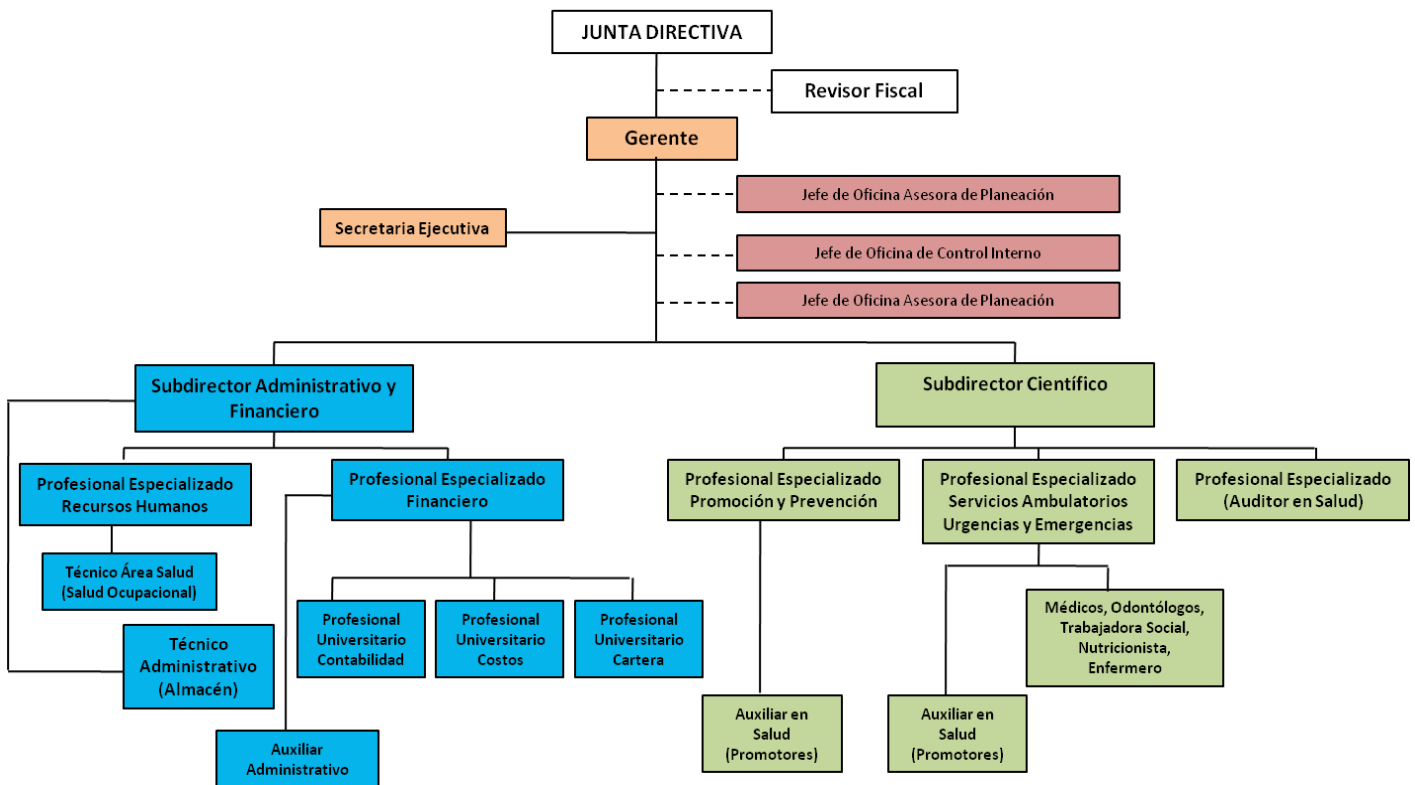 JUNTA DIRECTIVA
Revisor Fiscal
Gerente
Jefe de Oficina Asesora de Planeación
Secretaria Ejecutiva
Jefe de Oficina de Control Interno
Jefe de Oficina Asesora de Planeación
Subdirector Administrativo y
Financiero
Subdirector Científico
Profesional Especializado
Recursos Humanos
Profesional Especializado
Financiero
Profesional Especializado
Promoción y Prevención
Profesional Especializado
Servicios Ambulatorios
Urgencias y Emergencias
Profesional Especializado
(Auditor en Salud)
Técnico Área Salud
(Salud Ocupacional)
Profesional
Universitario
Contabilidad
Profesional
Universitario
Costos
Profesional
Universitario
Cartera
Médicos, Odontólogos,
Trabajadora Social,
Nutricionista,
Enfermero
Técnico
Administrativo
(Almacén)
Auxiliar
Administrativo
Auxiliar en
Salud
(Promotores)
Auxiliar en
Salud
(Promotores)